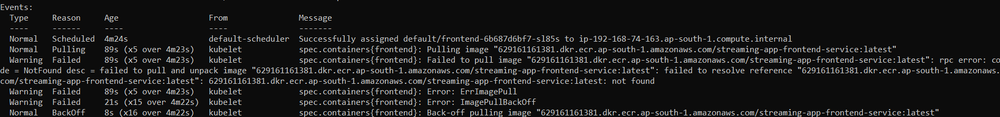 Events:
  Type     Reason     Age                    From               Message
  ----     ------     ----                   ----               -------
  Normal   Scheduled  4m24s                  default-scheduler  Successfully assigned default/frontend-6b687d6bf7-sl85s to ip-192-168-74-163.ap-south-1.compute.internal
  Normal   Pulling    89s (x5 over 4m23s)    kubelet            spec.containers{frontend}: Pulling image "629161161381.dkr.ecr.ap-south-1.amazonaws.com/streaming-app-frontend-service:latest"
  Warning  Failed     89s (x5 over 4m23s)    kubelet            spec.containers{frontend}: Failed to pull image "629161161381.dkr.ecr.ap-south-1.amazonaws.com/streaming-app-frontend-service:latest": rpc error: co
de = NotFound desc = failed to pull and unpack image "629161161381.dkr.ecr.ap-south-1.amazonaws.com/streaming-app-frontend-service:latest": failed to resolve reference "629161161381.dkr.ecr.ap-south-1.amazonaws.
com/streaming-app-frontend-service:latest": 629161161381.dkr.ecr.ap-south-1.amazonaws.com/streaming-app-frontend-service:latest: not found
  Warning  Failed     89s (x5 over 4m23s)    kubelet            spec.containers{frontend}: Error: ErrImagePull
  Warning  Failed     21s (x15 over 4m22s)   kubelet            spec.containers{frontend}: Error: ImagePullBackOff
  Normal   BackOff    8s (x16 over 4m22s)    kubelet            spec.containers{frontend}: Back-off pulling image "629161161381.dkr.ecr.ap-south-1.amazonaws.com/streaming-app-frontend-service:latest"